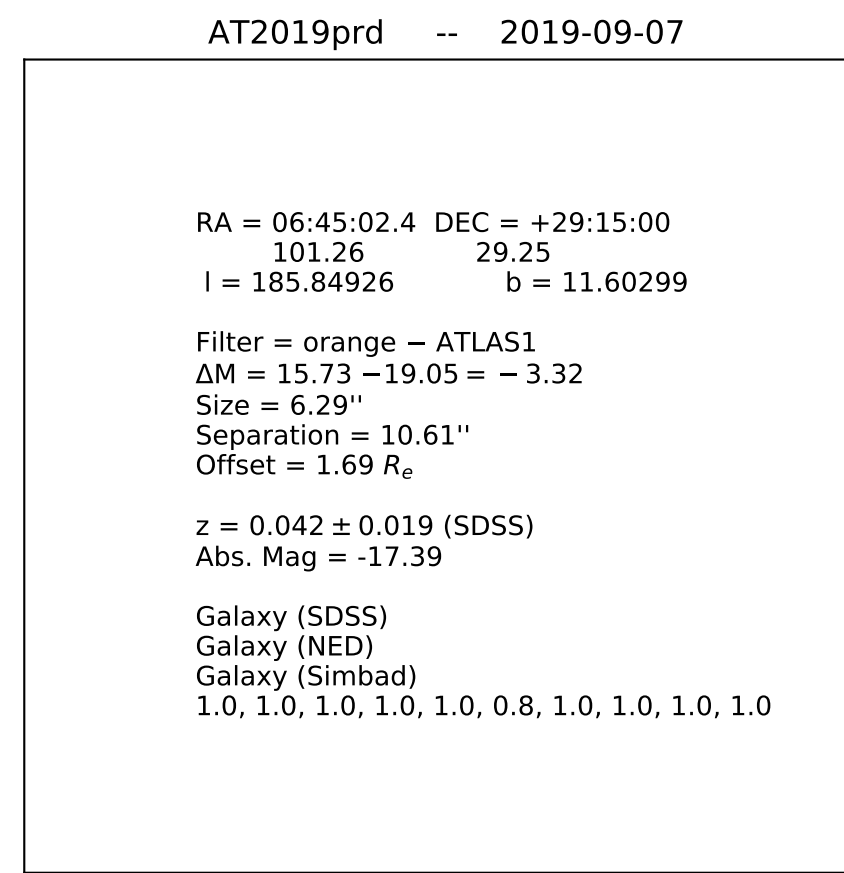 AT2019prd -- 2019-09-07
RA = 06:45:02.4 DEC = +29:15:00
101.26 29.25
l = 185.84926 b = 11.60299
Filter = orange − ATLAS1
ΔM = 15.73 −19.05 = − 3.32
Size = 6.29''
Separation = 10.61''
Offset = 1.69 Rₑ
z = 0.042 ± 0.019 (SDSS)
Abs. Mag = -17.39
Galaxy (SDSS)
Galaxy (NED)
Galaxy (Simbad)
1.0, 1.0, 1.0, 1.0, 1.0, 0.8, 1.0, 1.0, 1.0, 1.0